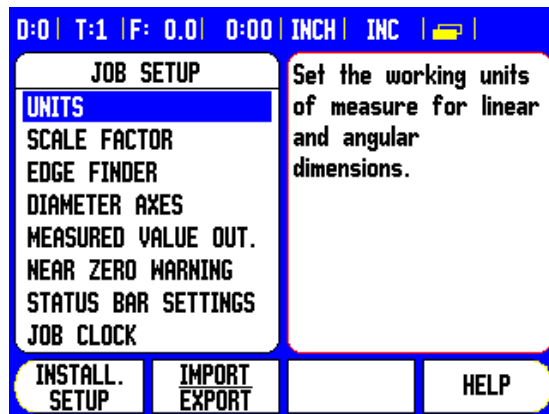 D:0| T:1 |F: 0.0| 0:00| INCH| INC | |
JOB SETUP
UNITS
SCALE FACTOR
EDGE FINDER
DIAMETER AXES
MEASURED VALUE OUT.
NEAR ZERO WARNING
STATUS BAR SETTINGS
JOB CLOCK
Set the working units
of measure for linear
and angular
dimensions.
INSTALL.
SETUP
IMPORT
EXPORT
HELP